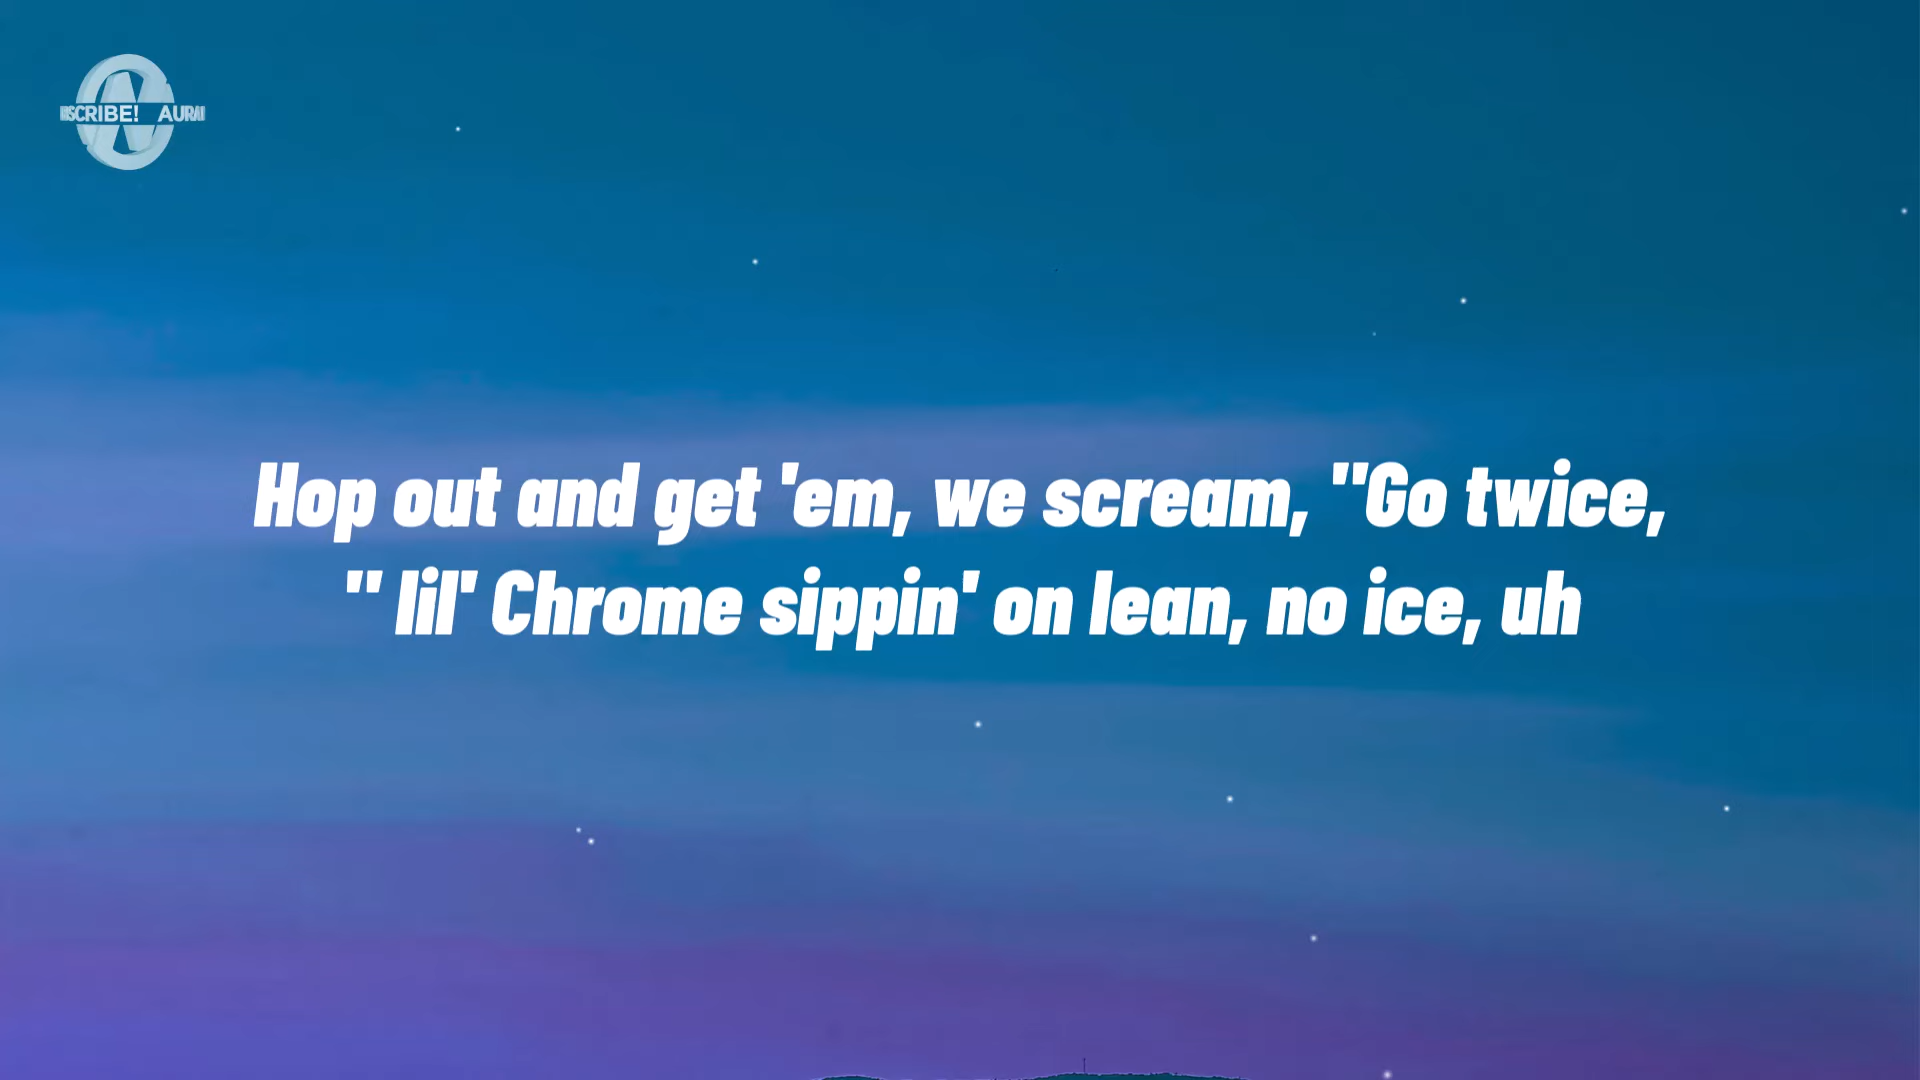 SCRIBE! AURA
Hop out and get 'em, we scream, "Go twice,
" lil' Chrome sippin' on lean, no ice, uh